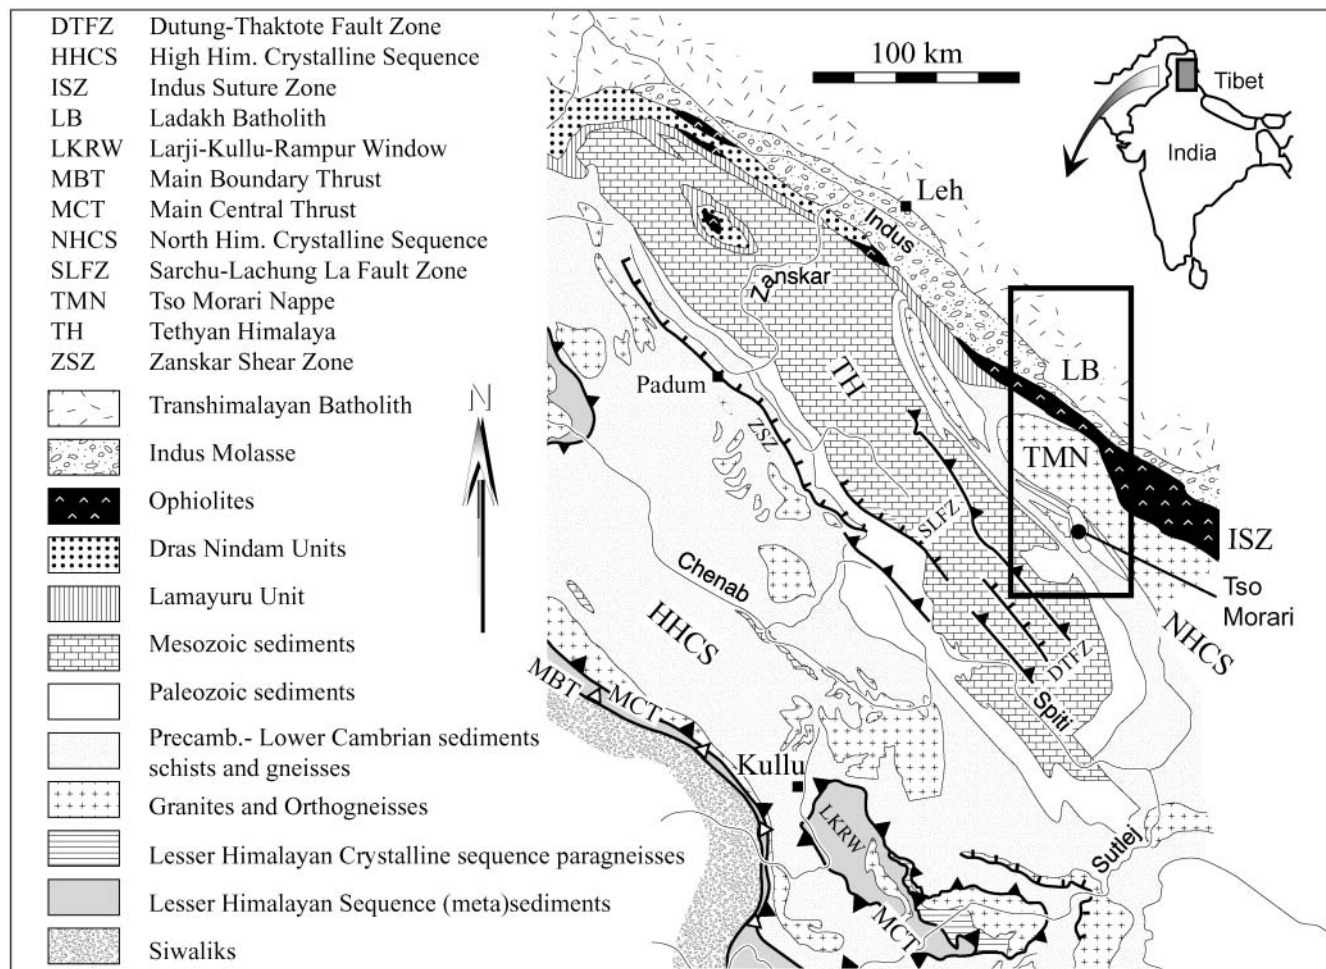 DTFZ Dutung-Thaktote Fault Zone
HHCS High Him. Crystalline Sequence
ISZ Indus Suture Zone
LB Ladakh Batholith
LKRW Larji-Kullu-Rampur Window
MBT Main Boundary Thrust
MCT Main Central Thrust
NHCS North Him. Crystalline Sequence
SLFZ Sarchu-Lachung La Fault Zone
TMN Tso Morari Nappe
TH Tethyan Himalaya
ZSZ Zanskar Shear Zone
Transhimalayan Batholith
Indus Molasse
Ophiolites
Dras Nindam Units
Lamayuru Unit
Mesozoic sediments
Paleozoic sediments
Precamb.- Lower Cambrian sediments
schists and gneisses
Granites and Orthogneisses
Lesser Himalayan Crystalline sequence paragneisses
Lesser Himalayan Sequence (meta)sediments
Siwaliks
N
100 km
Tibet
India
Leh
Indus
Zanskar
LB
TH
Padum
ZSZ
TMN
SLFZ
ISZ
Tso
Morari
Chenab
HHCS
NHCS
DTFZ
Spiti
MBT
MCT
Kullu
LKRW
Sutlej
MCT